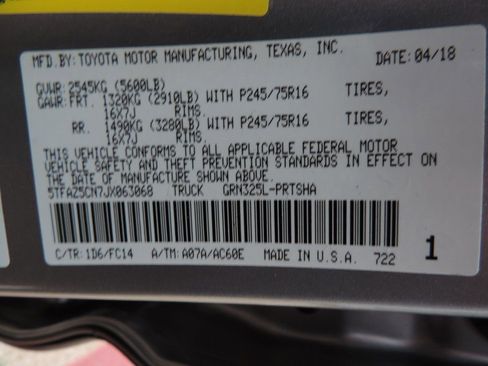 MFD.BY: TOYOTA MOTOR MANUFACTURING, TEXAS, INC. DATE: 04/18
GVWR: 2545KG (5600LB)
GAWR: FRT. 1320KG (2910LB) WITH P245/75R16 TIRES,
16X7J RIMS.
RR. 1490KG (3280LB) WITH P245/75R16 TIRES,
16X7J RIMS.
THIS VEHICLE CONFORMS TO ALL APPLICABLE FEDERAL MOTOR
VEHICLE SAFETY AND THEFT PREVENTION STANDARDS IN EFFECT ON
THE DATE OF MANUFACTURE SHOWN ABOVE.
5TFAZ5CN7JX063068 TRUCK GRN325L-PRTSHA
C/TR: 1D6/FC14 A/TM: A07A/AC60E MADE IN U.S.A. 722 1